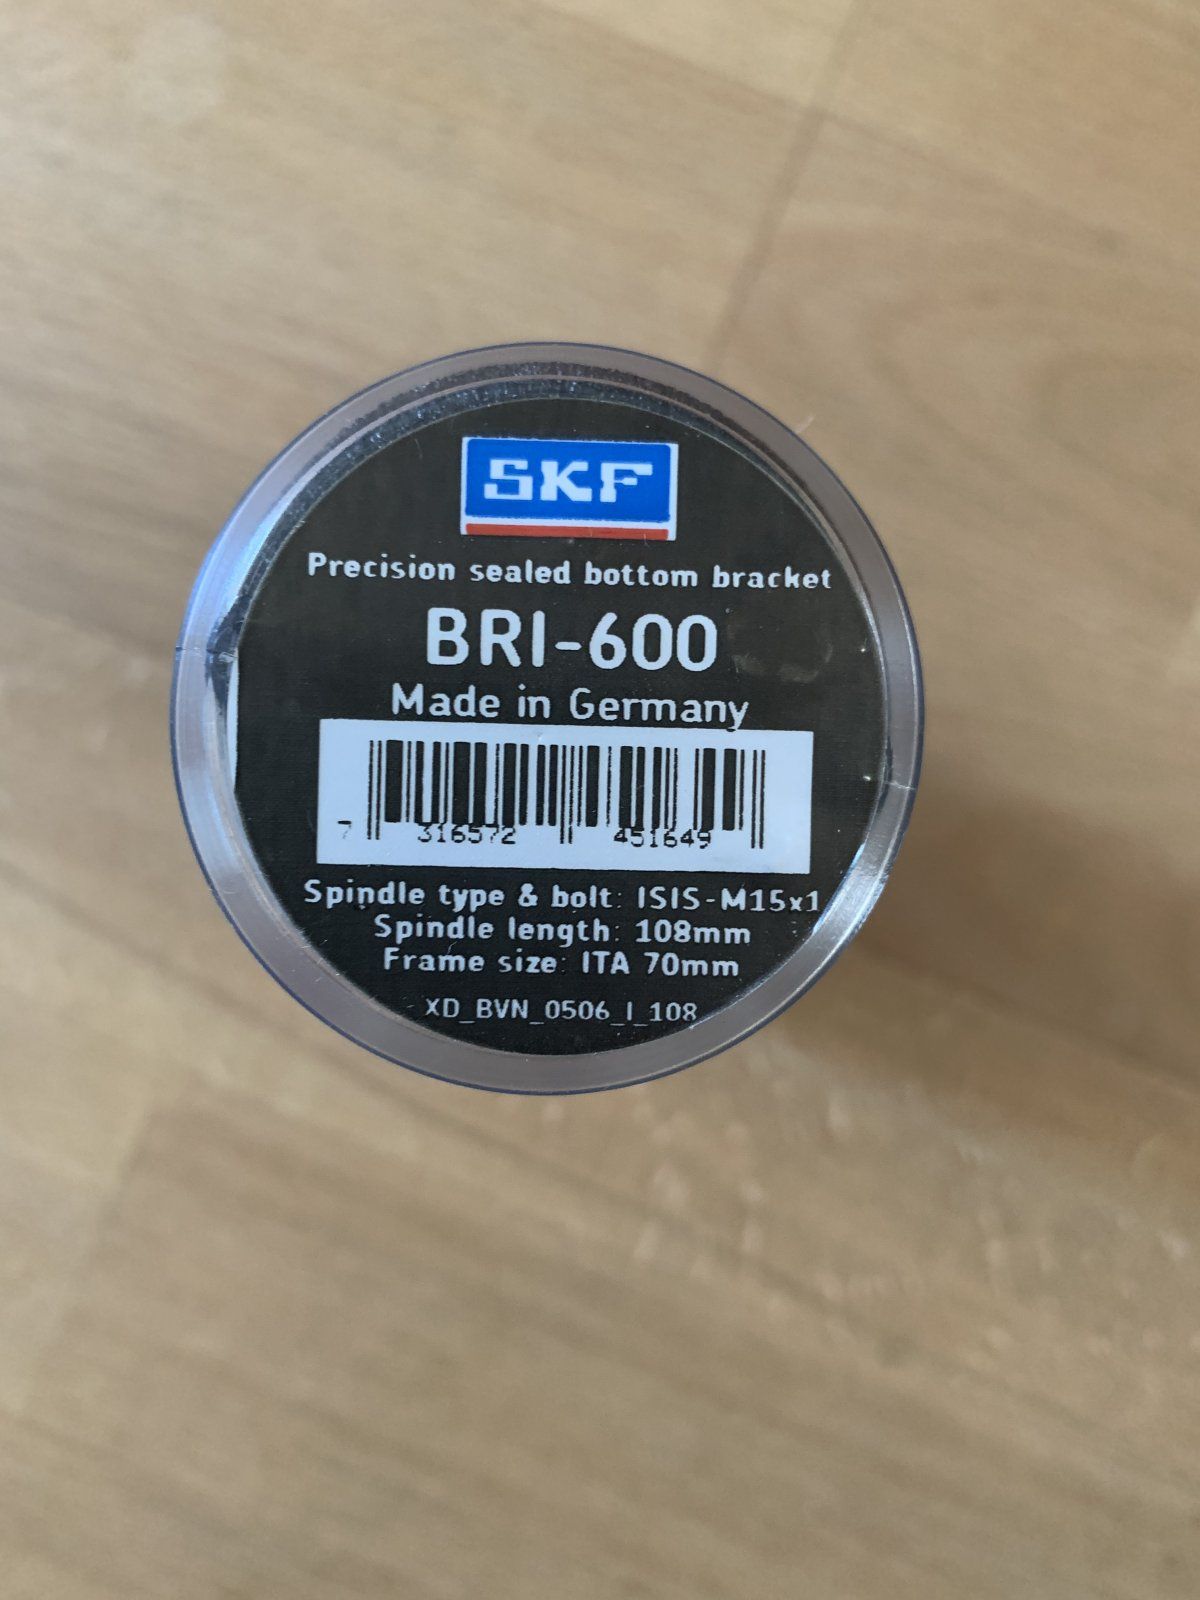 SKF
Precision sealed bottom bracket
BRI-600
Made in Germany
7 316572 451649
Spindle type & bolt: ISIS-M15x1
Spindle length: 108mm
Frame size: ITA 70mm
XD_BVN_0506_I_108